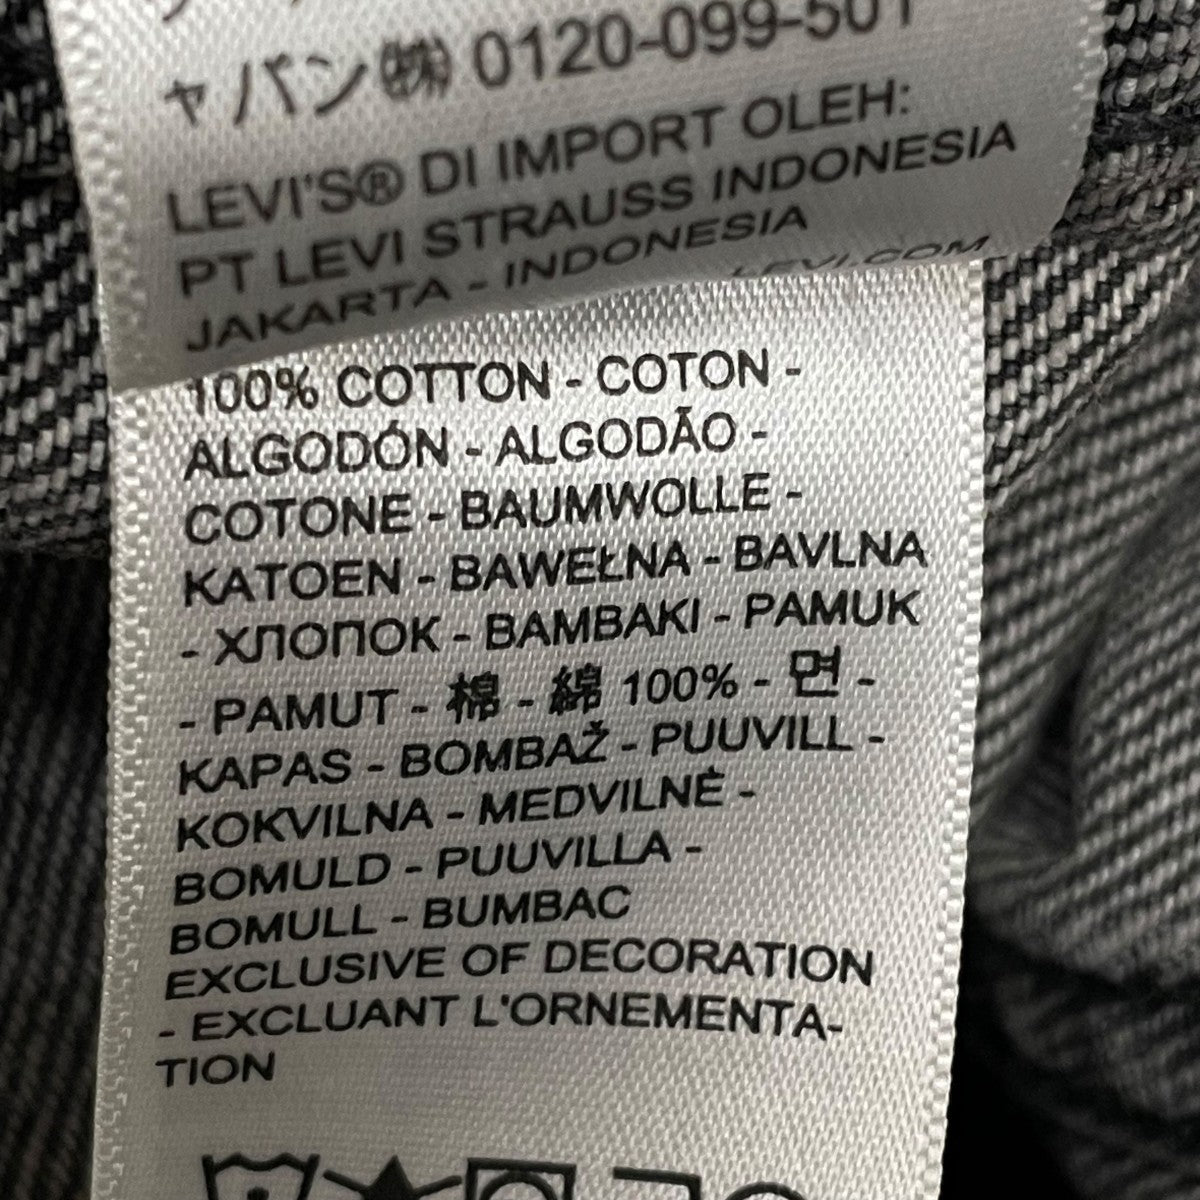 ャパン㈱ 0120-099-501
LEVI'S® DI IMPORT OLEH:
PT LEVI STRAUSS INDONESIA
JAKARTA - INDONESIA
LEVI.COM
100% COTTON - COTON -
ALGODÓN - ALGODÃO -
COTONE - BAUMWOLLE -
KATOEN - BAWEŁNA - BAVLNA
- ХЛОПОК - BAMBAKI - PAMUK
- PAMUT - 棉 - 綿 100% - 면 -
KAPAS - BOMBAŽ - PUUVILL -
KOKVILNA - MEDVILNĖ -
BOMULD - PUUVILLA -
BOMULL - BUMBAC
EXCLUSIVE OF DECORATION
- EXCLUANT L'ORNEMENTA-
TION